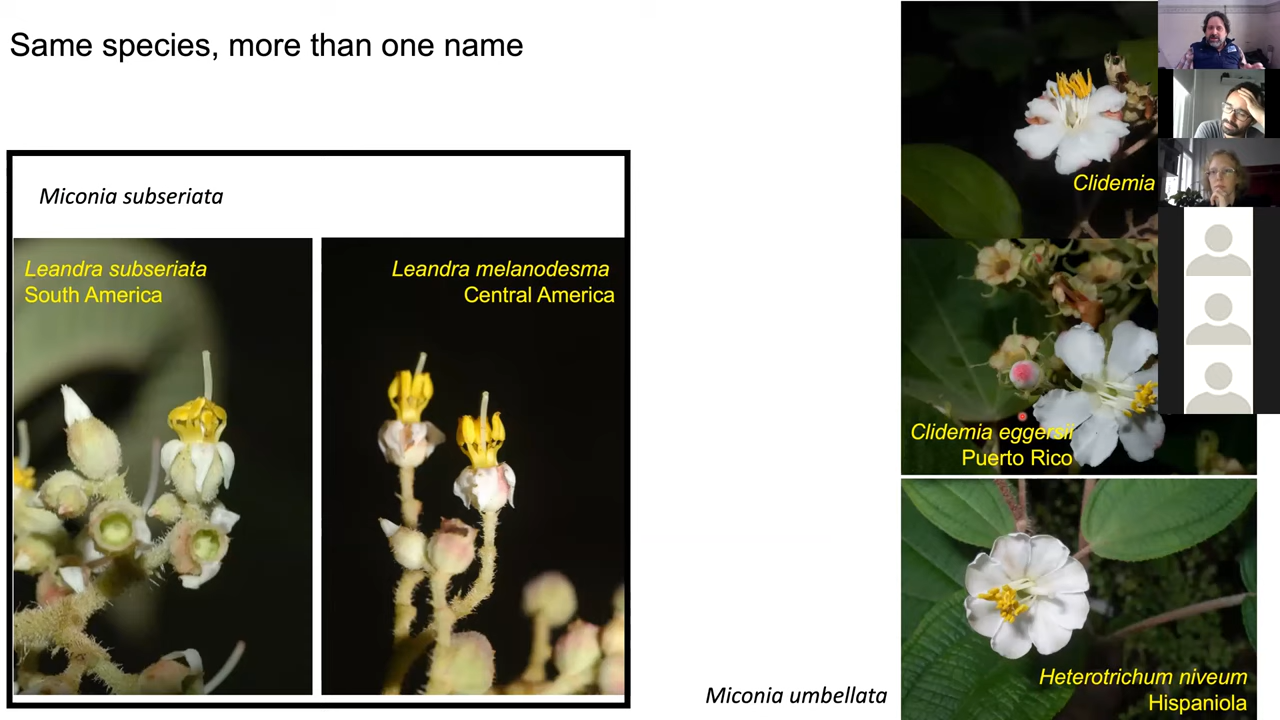 Same species, more than one name
Miconia subseriata
Leandra subseriata
South America
Leandra melanodesma
Central America
Clidemia
Clidemia eggersii
Puerto Rico
Heterotrichum niveum
Hispaniola
Miconia umbellata